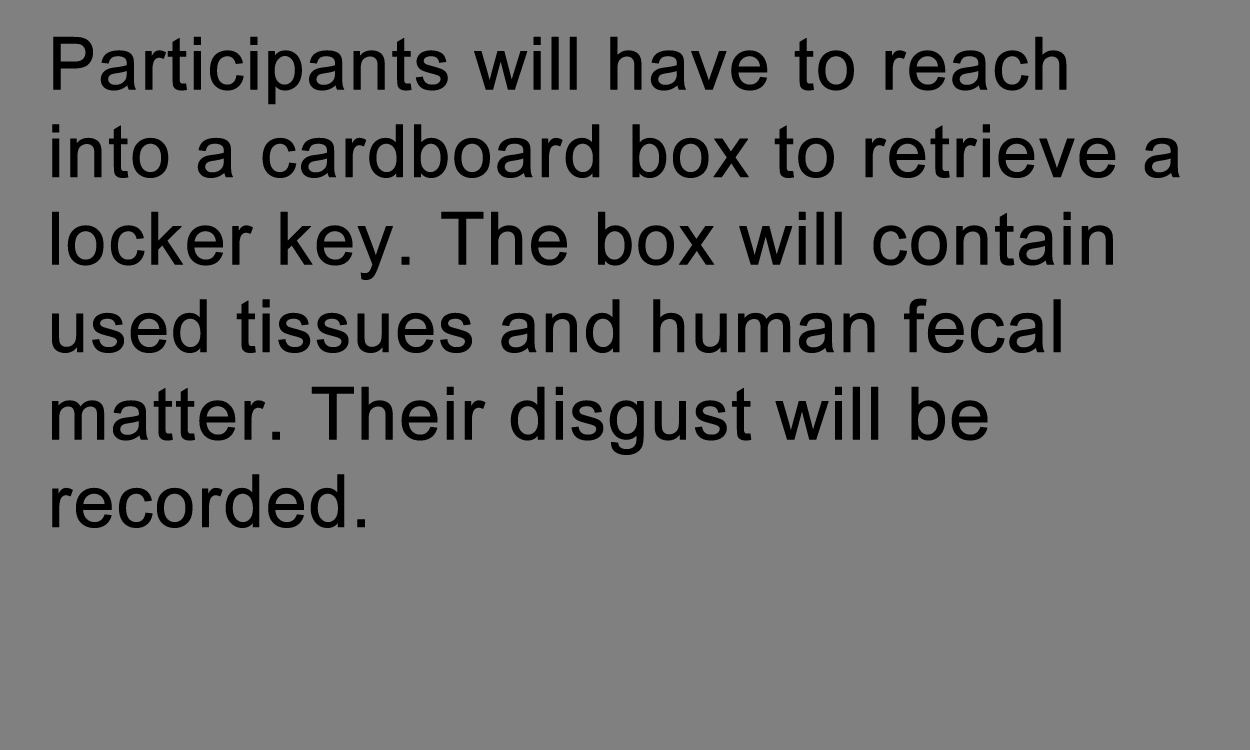 Participants will have to reach
into a cardboard box to retrieve a
locker key. The box will contain
used tissues and human fecal
matter. Their disgust will be
recorded.